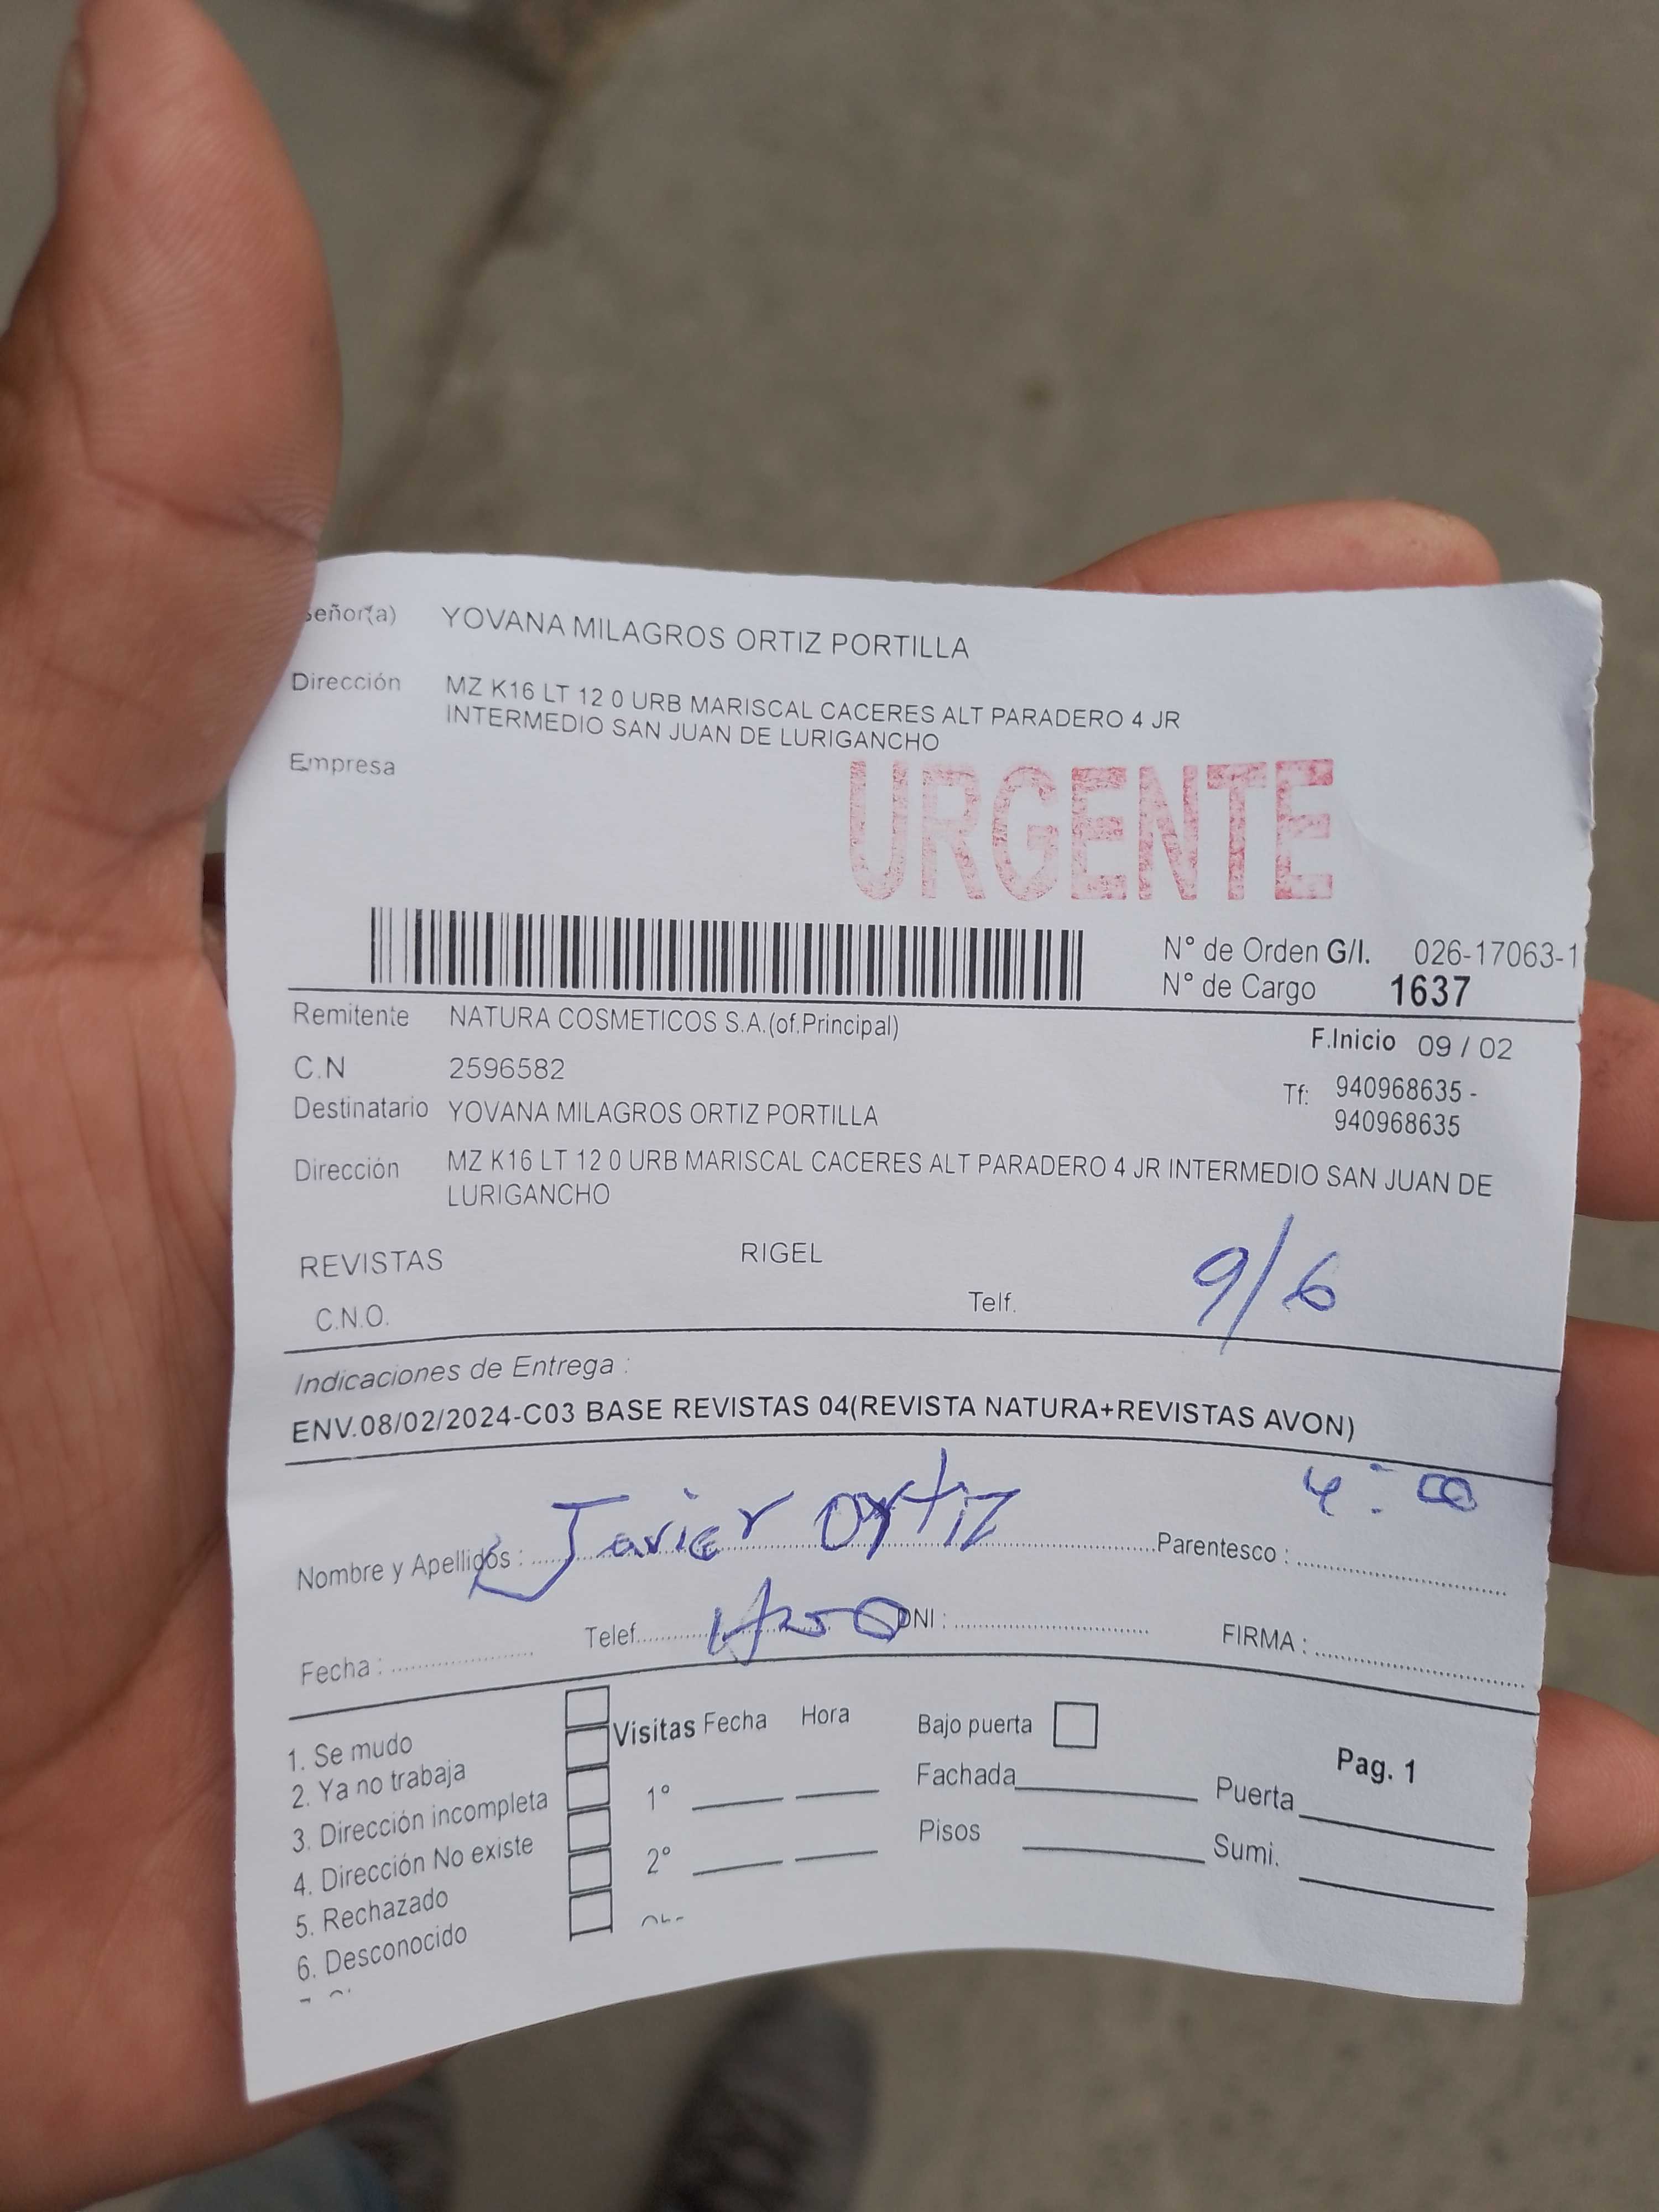 eñor(a) YOVANA MILAGROS ORTIZ PORTILLA
Dirección MZ K16 LT 12 0 URB MARISCAL CACERES ALT PARADERO 4 JR
INTERMEDIO SAN JUAN DE LURIGANCHO
Empresa
URGENTE
N° de Orden G/I. 026-17063-1
N° de Cargo 1637
Remitente NATURA COSMETICOS S.A.(of.Principal)
F.Inicio 09 / 02
C.N 2596582
Tf: 940968635 -
940968635
Destinatario YOVANA MILAGROS ORTIZ PORTILLA
Dirección MZ K16 LT 12 0 URB MARISCAL CACERES ALT PARADERO 4 JR INTERMEDIO SAN JUAN DE
LURIGANCHO
REVISTAS RIGEL
9/6
C.N.O. Telf.
Indicaciones de Entrega :
ENV.08/02/2024-C03 BASE REVISTAS 04(REVISTA NATURA+REVISTAS AVON)
4:00
Nombre y Apellidos : Javier Ortiz Parentesco :
Fecha : Telef. DNI : FIRMA :
1. Se mudo
2. Ya no trabaja
3. Dirección incompleta
4. Dirección No existe
5. Rechazado
6. Desconocido
Visitas Fecha Hora
1°
2°
Bajo puerta
Fachada
Pisos
Pag. 1
Puerta
Sumi.